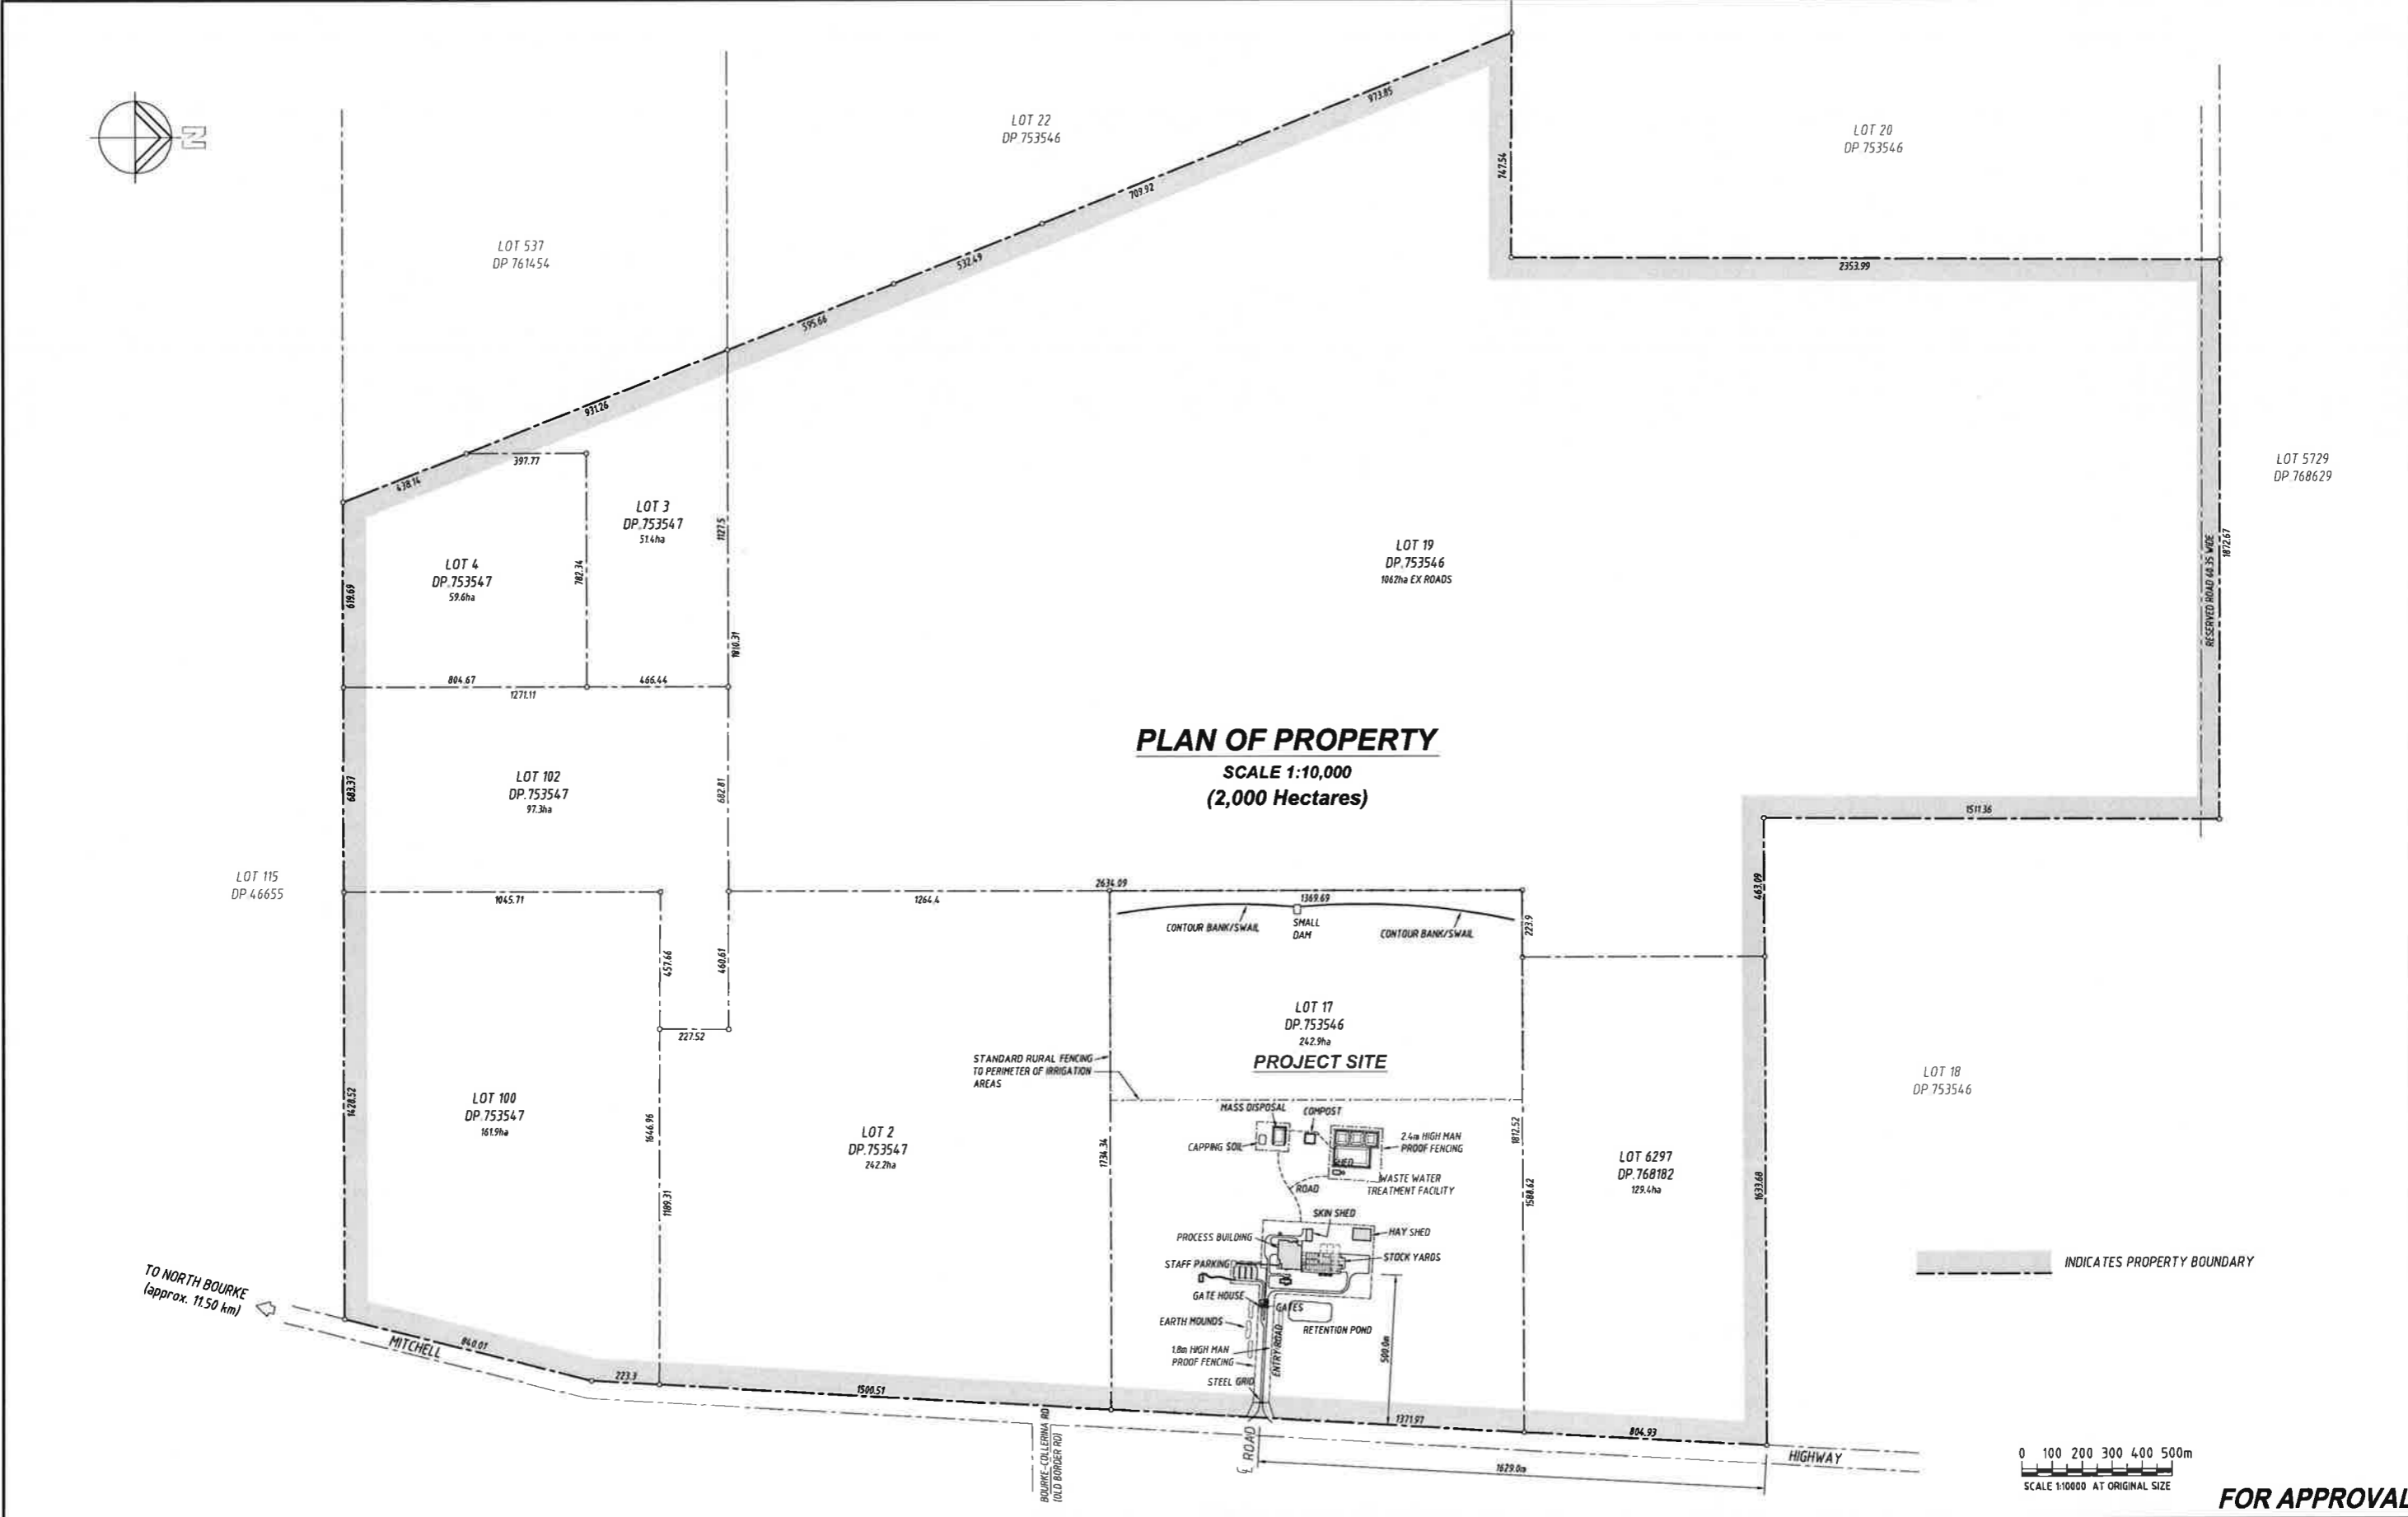 N
LOT 22
DP.753546
LOT 20
DP 753546
LOT 537
DP 761454
973.85
747.54
709.92
532.49
2353.99
595.66
931.26
397.77
438.14
LOT 5729
DP.768629
LOT 3
DP.753547
51.4ha
LOT 4
DP.753547
59.6ha
1127.5
782.34
619.69
1810.31
LOT 19
DP.753546
1062ha EX ROADS
RESERVED ROAD 40.35 WIDE
1872.67
804.67
1271.11
466.44
PLAN OF PROPERTY
SCALE 1:10,000
(2,000 Hectares)
LOT 102
DP.753547
97.3ha
683.37
682.81
1511.36
LOT 115
DP.46655
1045.71
1264.4
2634.09
1369.69
463.09
223.9
CONTOUR BANK/SWAIL
SMALL
DAM
CONTOUR BANK/SWAIL
457.66
460.61
227.52
LOT 17
DP.753546
242.9ha
PROJECT SITE
STANDARD RURAL FENCING
TO PERIMETER OF IRRIGATION
AREAS
LOT 18
DP 753546
LOT 100
DP.753547
161.9ha
1428.52
1646.96
1189.31
LOT 2
DP.753547
242.2ha
1734.34
MASS DISPOSAL
COMPOST
CAPPING SOIL
2.4m HIGH MAN
PROOF FENCING
SHED
WASTE WATER
TREATMENT FACILITY
ROAD
1812.52
1588.62
LOT 6297
DP.768182
129.4ha
1633.68
SKIN SHED
PROCESS BUILDING
HAY SHED
STAFF PARKING
STOCK YARDS
GATE HOUSE
GATES
EARTH MOUNDS
RETENTION POND
1.8m HIGH MAN
PROOF FENCING
ENTRY ROAD
500.0m
STEEL GRID
INDICATES PROPERTY BOUNDARY
TO NORTH BOURKE
(approx. 11.50 km)
MITCHELL
840.01
223.3
1500.51
1371.97
804.93
BOURKE-COLLERINA RD
(OLD BORDER RD)
℄ ROAD
1629.0m
HIGHWAY
0 100 200 300 400 500m
SCALE 1:10000 AT ORIGINAL SIZE
FOR APPROVAL